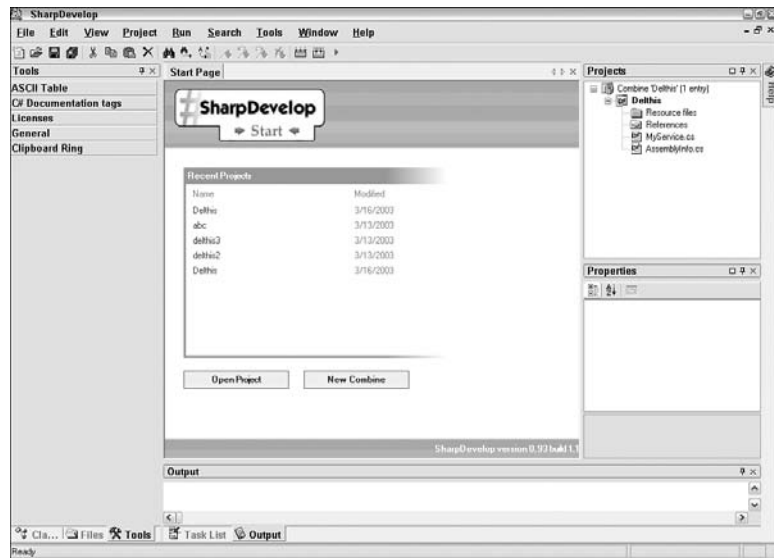 SharpDevelop
File Edit View Project Run Search Tools Window Help
Tools
ASCII Table
C# Documentation tags
Licenses
General
Clipboard Ring
Start Page
SharpDevelop
Start
Recent Projects
Name Modified
Delthis 3/16/2003
abc 3/13/2003
delthis3 3/13/2003
delthis2 3/13/2003
Delthis 3/16/2003
Open Project New Combine
SharpDevelop version 0.93 build 1.1
Projects
Combine 'Delthis' (1 entry)
Delthis
Resource files
References
MyService.cs
AssemblyInfo.cs
Help
Properties
Output
Cla... Files Tools
Task List Output
Ready